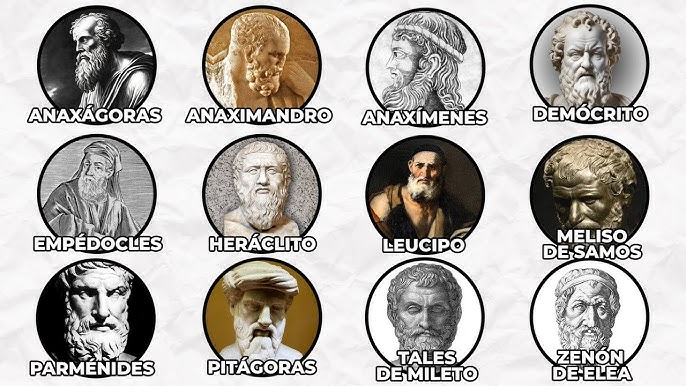 ANAXÁGORAS
ANAXIMANDRO
ANAXÍMENES
DEMÓCRITO
EMPÉDOCLES
HERÁCLITO
LEUCIPO
MELISO
DE SAMOS
PARMÉNIDES
PITÁGORAS
TALES
DE MILETO
ZENÓN
DE ELEA